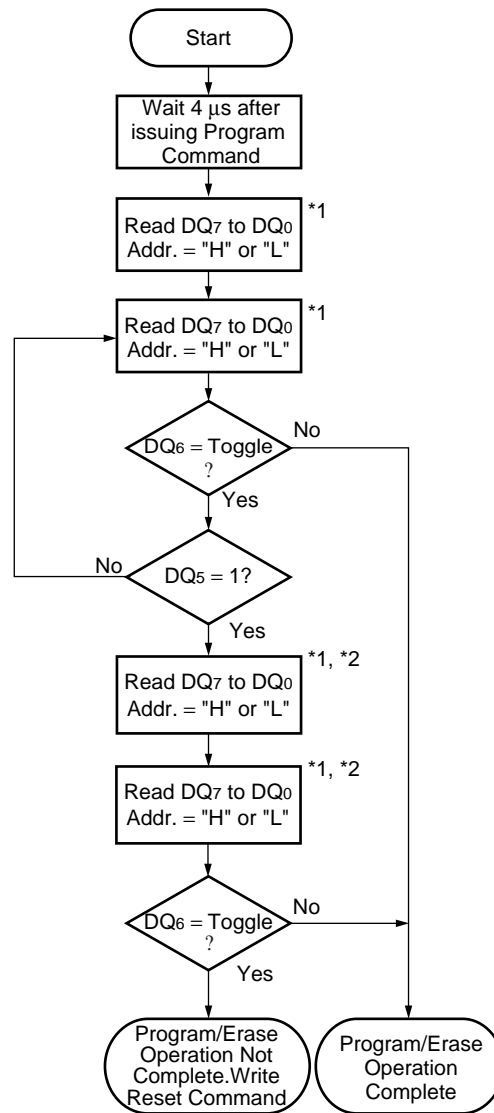 Start
Wait 4 μs after
issuing Program
Command
Read DQ7 to DQ0
Addr. = "H" or "L"
*1
Read DQ7 to DQ0
Addr. = "H" or "L"
*1
DQ6 = Toggle
?
No
Yes
DQ5 = 1?
No
Yes
Read DQ7 to DQ0
Addr. = "H" or "L"
*1, *2
Read DQ7 to DQ0
Addr. = "H" or "L"
*1, *2
DQ6 = Toggle
?
No
Yes
Program/Erase
Operation Not
Complete.Write
Reset Command
Program/Erase
Operation
Complete